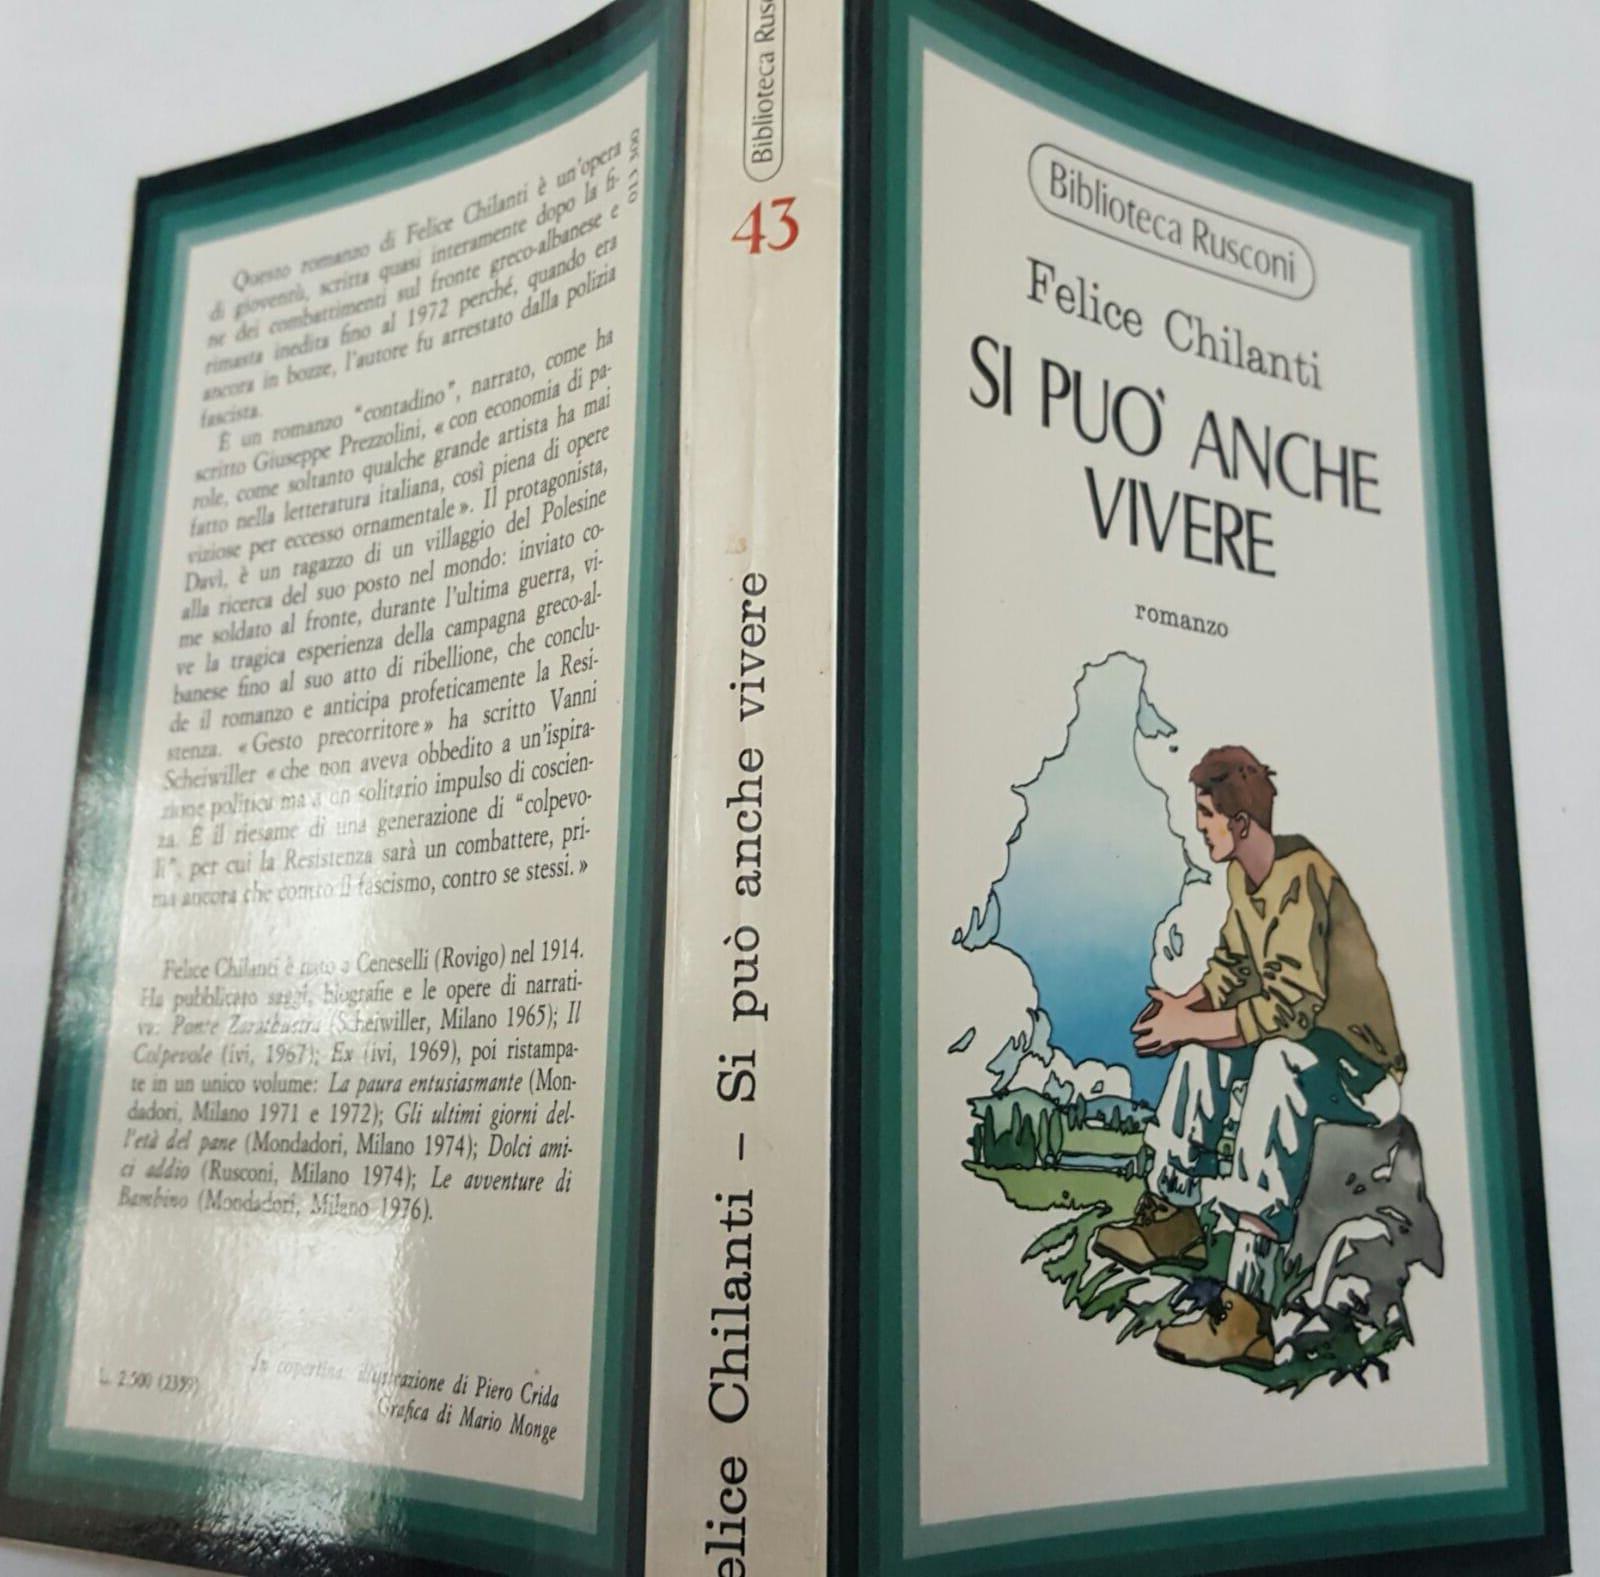 Questo romanzo di Felice Chilanti è un'opera
di gioventù, scritta quasi interamente dopo la fi-
ne dei combattimenti sul fronte greco-albanese e
rimasta inedita fino al 1972 perché, quando era
ancora in bozze, l'autore fu arrestato dalla polizia
fascista.
È un romanzo "contadino", narrato, come ha
scritto Giuseppe Prezzolini, «con economia di pa-
role, come soltanto qualche grande artista ha mai
fatto nella letteratura italiana, così piena di opere
viziose per eccesso ornamentale». Il protagonista,
Davì, è un ragazzo di un villaggio del Polesine
alla ricerca del suo posto nel mondo: inviato co-
me soldato al fronte, durante l'ultima guerra, vi-
ve la tragica esperienza della campagna greco-al-
banese fino al suo atto di ribellione, che conclu-
de il romanzo e anticipa profeticamente la Resi-
stenza. «Gesto precorritore» ha scritto Vanni
Scheiwiller «che non aveva obbedito a un'ispira-
zione politica ma a un solitario impulso di coscien-
za. È il riesame di una generazione di "colpevo-
li", per cui la Resistenza sarà un combattere, pri-
ma ancora che contro il fascismo, contro se stessi.»
Felice Chilanti è nato a Ceneselli (Rovigo) nel 1914.
Ha pubblicato saggi, biografie e le opere di narrati-
va: Ponte Zarathustra (Scheiwiller, Milano 1965); Il
Colpevole (ivi, 1967); Ex (ivi, 1969), poi ristampa-
te in un unico volume: La paura entusiasmante (Mon-
dadori, Milano 1971 e 1972); Gli ultimi giorni del-
l'età del pane (Mondadori, Milano 1974); Dolci ami-
ci addio (Rusconi, Milano 1974); Le avventure di
Bambino (Mondadori, Milano 1976).
In copertina: illustrazione di Piero Crida
Grafica di Mario Monge
L. 2.500 (2359)
013 500
Biblioteca Rusc
43
elice Chilanti – Si può anche vivere
Biblioteca Rusconi
Felice Chilanti
SI PUO' ANCHE
VIVERE
romanzo